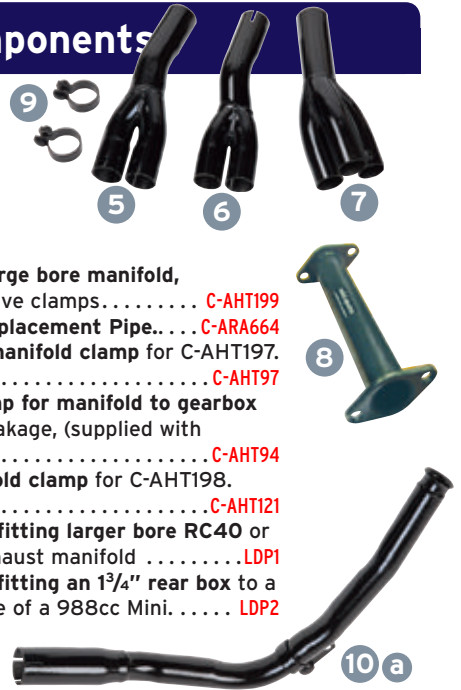 ponents
9
5
6
7
8
rge bore manifold,
ve clamps......... C-AHT199
placement Pipe..... C-ARA664
manifold clamp for C-AHT197.
.................. C-AHT97
p for manifold to gearbox
akage, (supplied with
.................. C-AHT94
ld clamp for C-AHT198.
.................. C-AHT121
fitting larger bore RC40 or
haust manifold ......... LDP1
fitting an 1 3/4" rear box to a
e of a 988cc Mini...... LDP2
10 a